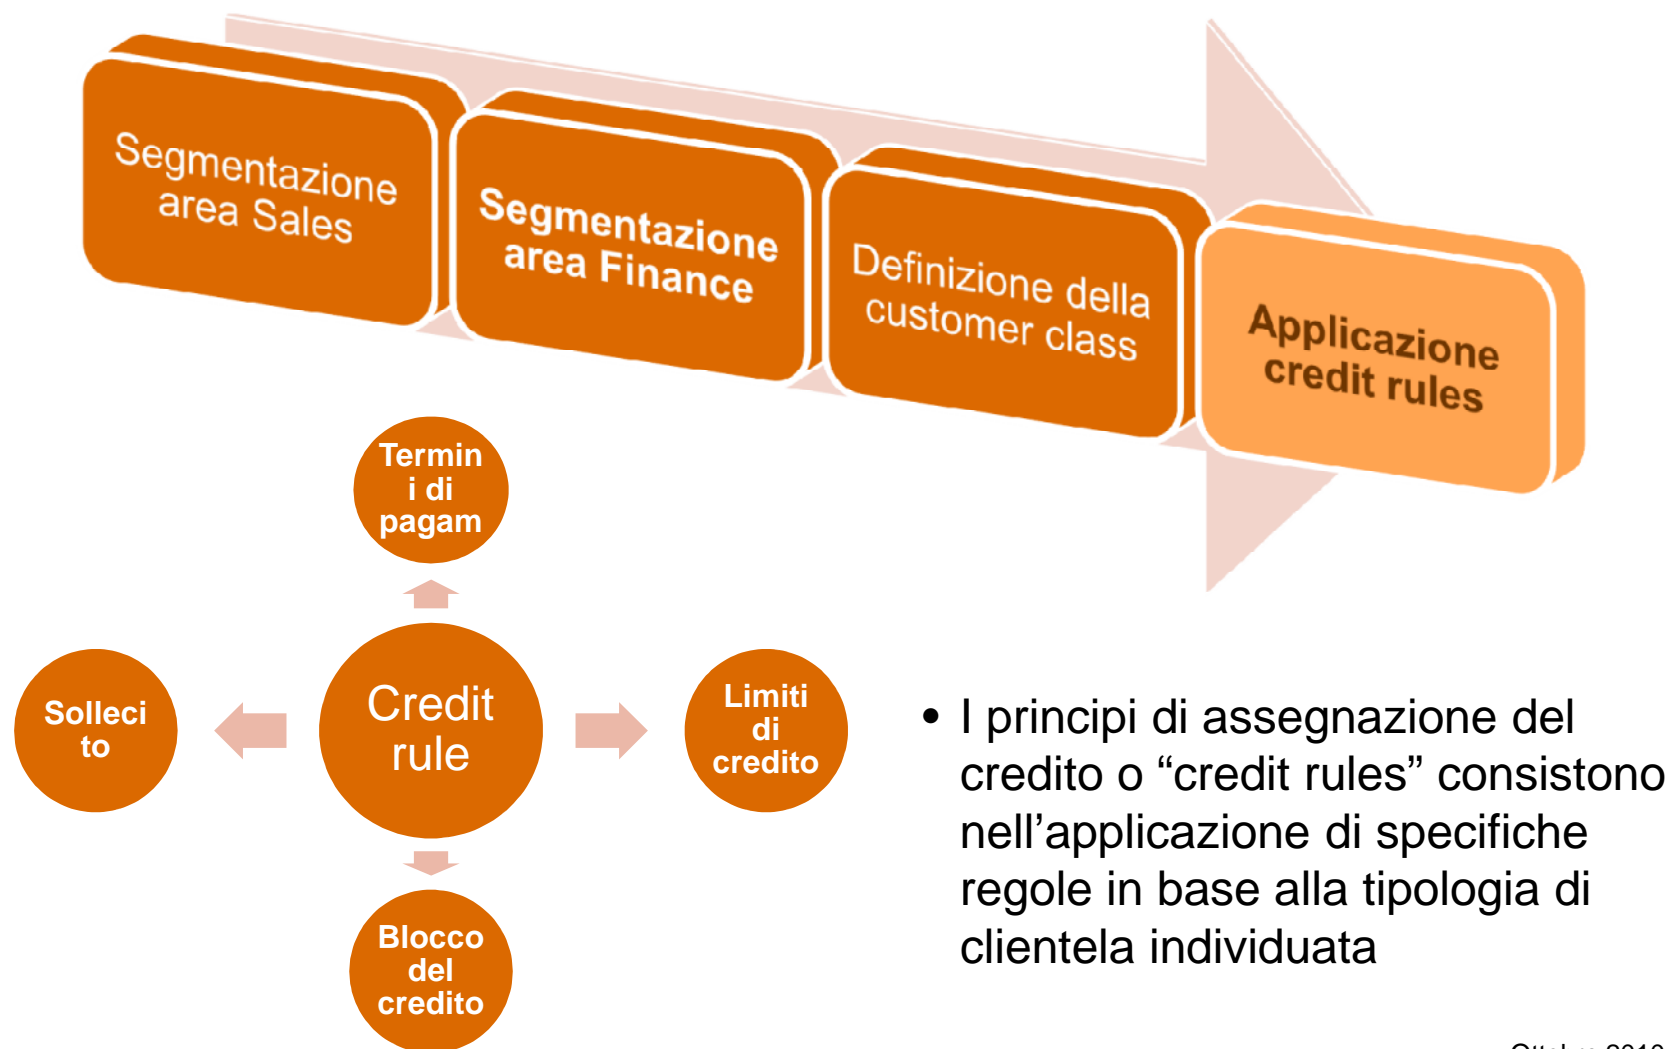 Segmentazione
area Sales
Segmentazione
area Finance
Definizione della
customer class
Applicazione
credit rules
Termin
i di
pagam
Solleci
to
Credit
rule
Limiti
di
credito
Blocco
del
credito
• I principi di assegnazione del
credito o “credit rules” consistono
nell’applicazione di specifiche
regole in base alla tipologia di
clientela individuata